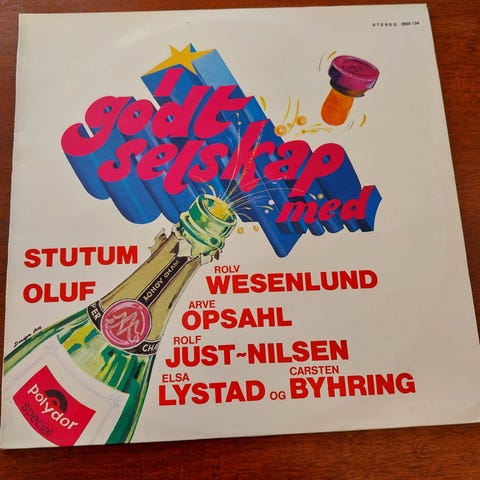 STEREO 2820 134
i
godt
selskap
med
STUTUM
OLUF
ROLV
WESENLUND
ARVE
OPSAHL
ROLF
JUST~NILSEN
ELSA
LYSTAD OG
CARSTEN
BYHRING
polydor
special